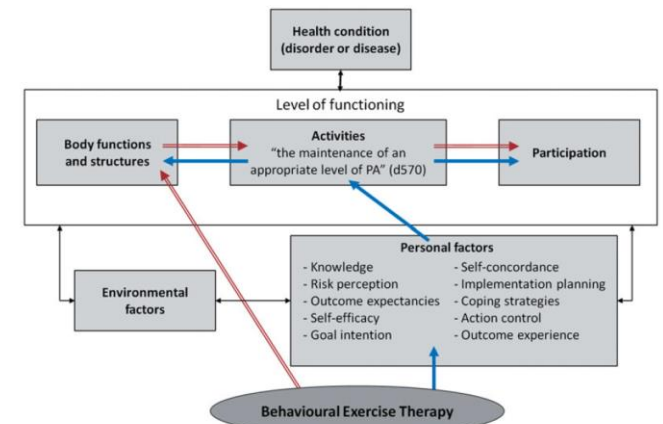 Health condition
(disorder or disease)
Level of functioning
Body functions
and structures
Activities
“the maintenance of an
appropriate level of PA” (d570)
Participation
Environmental
factors
Personal factors
- Knowledge
- Risk perception
- Outcome expectancies
- Self-efficacy
- Goal intention
- Self-concordance
- Implementation planning
- Coping strategies
- Action control
- Outcome experience
Behavioural Exercise Therapy